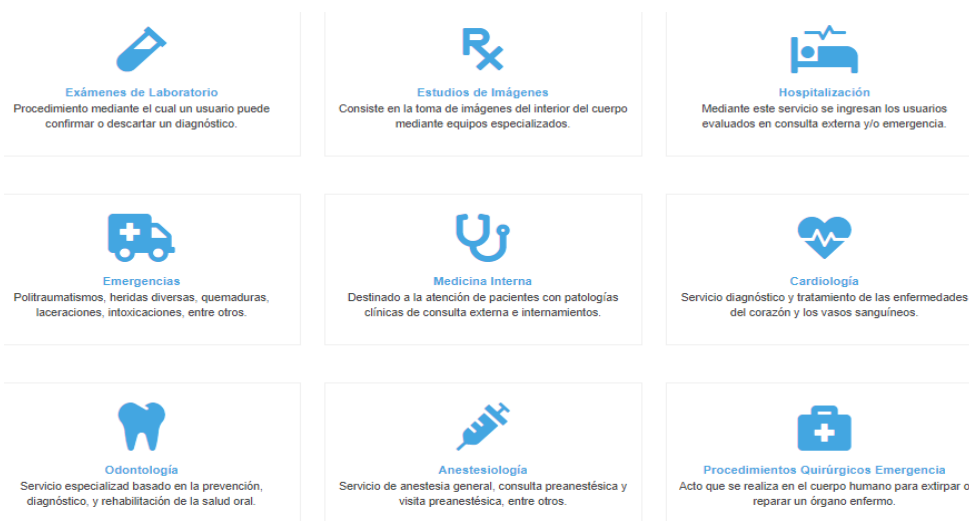 Exámenes de Laboratorio
Procedimiento mediante el cual un usuario puede
confirmar o descartar un diagnóstico.
Estudios de Imágenes
Consiste en la toma de imágenes del interior del cuerpo
mediante equipos especializados.
Hospitalización
Mediante este servicio se ingresan los usuarios
evaluados en consulta externa y/o emergencia.
Emergencias
Politraumatismos, heridas diversas, quemaduras,
laceraciones, intoxicaciones, entre otros.
Medicina Interna
Destinado a la atención de pacientes con patologías
clínicas de consulta externa e internamientos.
Cardiología
Servicio diagnóstico y tratamiento de las enfermedades
del corazón y los vasos sanguíneos.
Odontología
Servicio especializad basado en la prevención,
diagnóstico, y rehabilitación de la salud oral.
Anestesiología
Servicio de anestesia general, consulta preanestésica y
visita preanestésica, entre otros.
Procedimientos Quirúrgicos Emergencia
Acto que se realiza en el cuerpo humano para extirpar o
reparar un órgano enfermo.